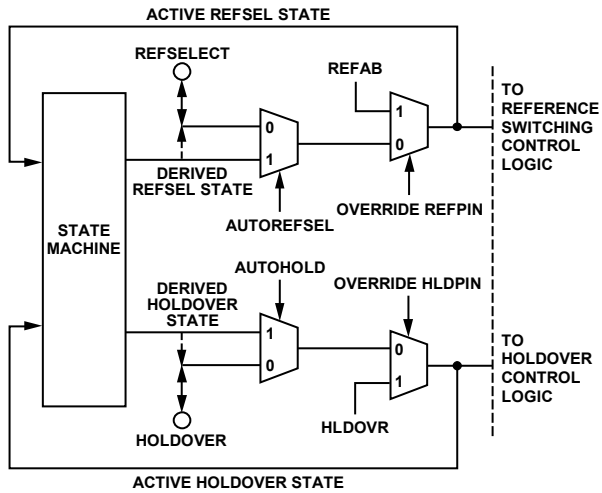 ACTIVE REFSEL STATE
REFSELECT
REFAB
TO
REFERENCE
SWITCHING
CONTROL
LOGIC
0
1
1
0
DERIVED
REFSEL STATE
AUTOREFSEL
OVERRIDE REFPIN
STATE
MACHINE
AUTOHOLD
OVERRIDE HLDPIN
DERIVED
HOLDOVER
STATE
1
0
0
1
TO
HOLDOVER
CONTROL
LOGIC
HOLDOVER
HLDOVR
ACTIVE HOLDOVER STATE